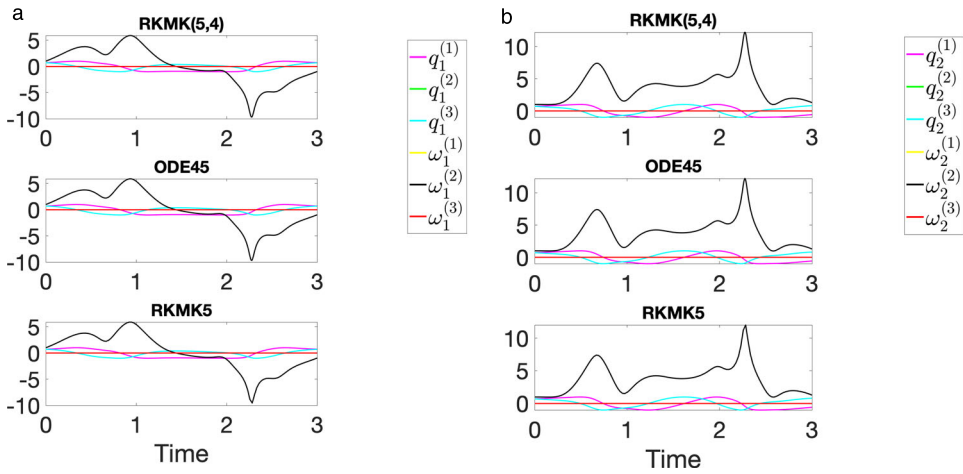 a
RKMK(5,4)
5
0
-5
-10
0 1 2 3
ODE45
5
0
-5
-10
0 1 2 3
RKMK5
5
0
-5
-10
0 1 2 3
Time
q_1^{(1)}
q_1^{(2)}
q_1^{(3)}
ω_1^{(1)}
ω_1^{(2)}
ω_1^{(3)}
b
RKMK(5,4)
10
5
0
0 1 2 3
ODE45
10
5
0
0 1 2 3
RKMK5
10
5
0
0 1 2 3
Time
q_2^{(1)}
q_2^{(2)}
q_2^{(3)}
ω_2^{(1)}
ω_2^{(2)}
ω_2^{(3)}